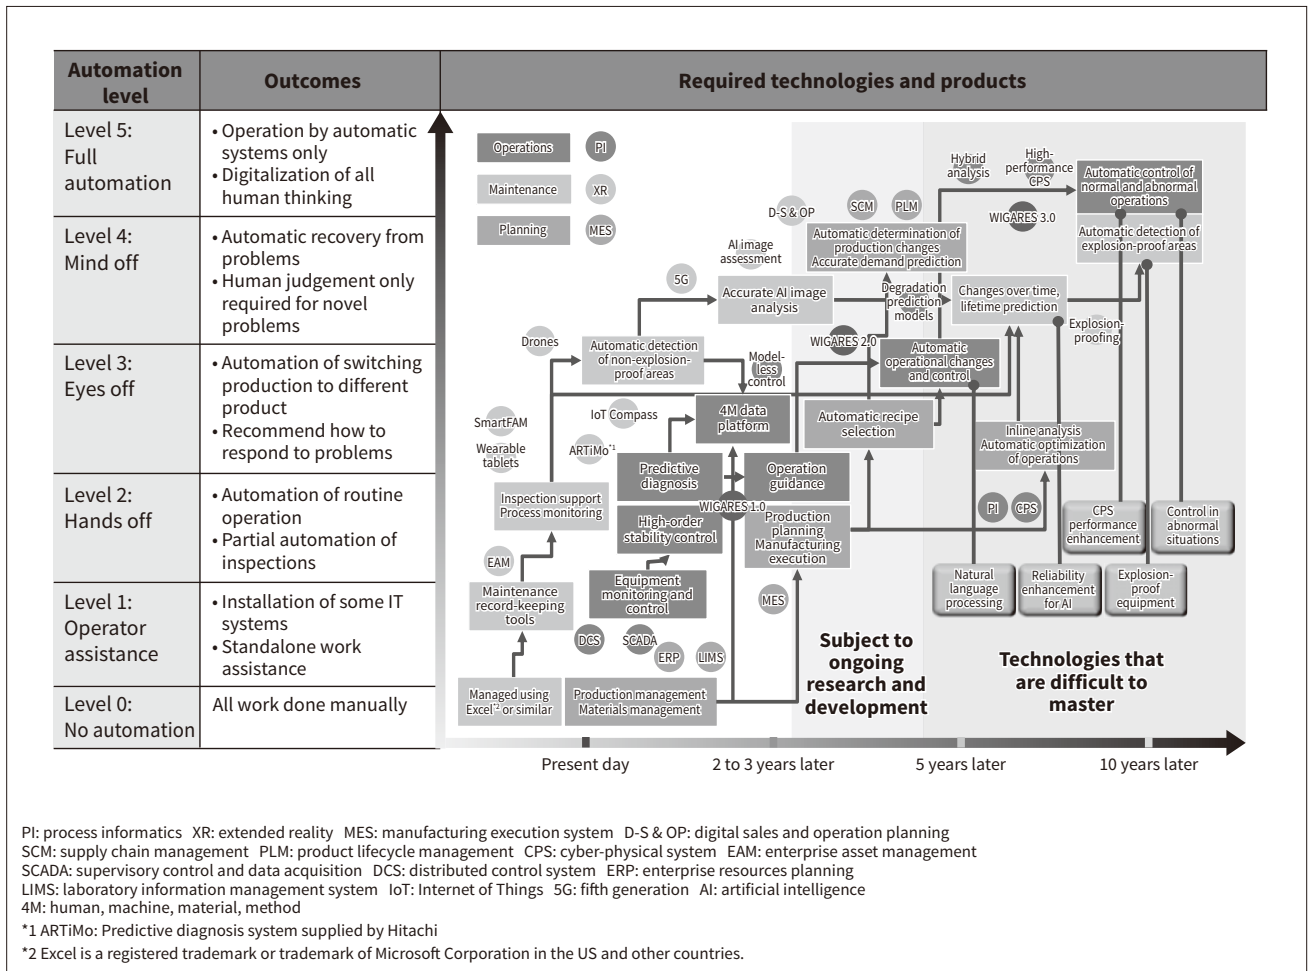 Automation
level
Outcomes
Required technologies and products
Level 5:
Full
automation
• Operation by automatic
systems only
• Digitalization of all
human thinking
Level 4:
Mind off
• Automatic recovery from
problems
• Human judgement only
required for novel
problems
Level 3:
Eyes off
• Automation of switching
production to different
product
• Recommend how to
respond to problems
Level 2:
Hands off
• Automation of routine
operation
• Partial automation of
inspections
Level 1:
Operator
assistance
• Installation of some IT
systems
• Standalone work
assistance
Level 0:
No automation
All work done manually
Operations
PI
Maintenance
XR
Planning
MES
Hybrid
analysis
High-
performance
CPS
WIGARES 3.0
Automatic control of
normal and abnormal
operations
Automatic detection of
explosion-proof areas
D-S & OP
SCM
PLM
Automatic determination of
production changes
Accurate demand prediction
AI image
assessment
5G
Accurate AI image
analysis
Degradation
prediction
models
Changes over time,
lifetime prediction
Explosion-
proofing
Drones
Automatic detection
of non-explosion-
proof areas
Model-
less
control
WIGARES 2.0
Automatic
operational changes
and control
SmartFAM
Wearable
tablets
IoT Compass
ARTiMo*1
4M data
platform
Automatic recipe
selection
Inline analysis
Automatic optimization
of operations
Inspection support
Process monitoring
Predictive
diagnosis
Operation
guidance
WIGARES 1.0
High-order
stability control
Production
planning
Manufacturing
execution
PI
CPS
CPS
performance
enhancement
Control in
abnormal
situations
EAM
Maintenance
record-keeping
tools
Equipment
monitoring and
control
MES
Natural
language
processing
Reliability
enhancement
for AI
Explosion-
proof
equipment
DCS
SCADA
ERP
LIMS
Managed using
Excel*2 or similar
Production management
Materials management
Subject to
ongoing
research and
development
Technologies that
are difficult to
master
Present day
2 to 3 years later
5 years later
10 years later
PI: process informatics XR: extended reality MES: manufacturing execution system D-S & OP: digital sales and operation planning
SCM: supply chain management PLM: product lifecycle management CPS: cyber-physical system EAM: enterprise asset management
SCADA: supervisory control and data acquisition DCS: distributed control system ERP: enterprise resources planning
LIMS: laboratory information management system IoT: Internet of Things 5G: fifth generation AI: artificial intelligence
4M: human, machine, material, method
*1 ARTiMo: Predictive diagnosis system supplied by Hitachi
*2 Excel is a registered trademark or trademark of Microsoft Corporation in the US and other countries.